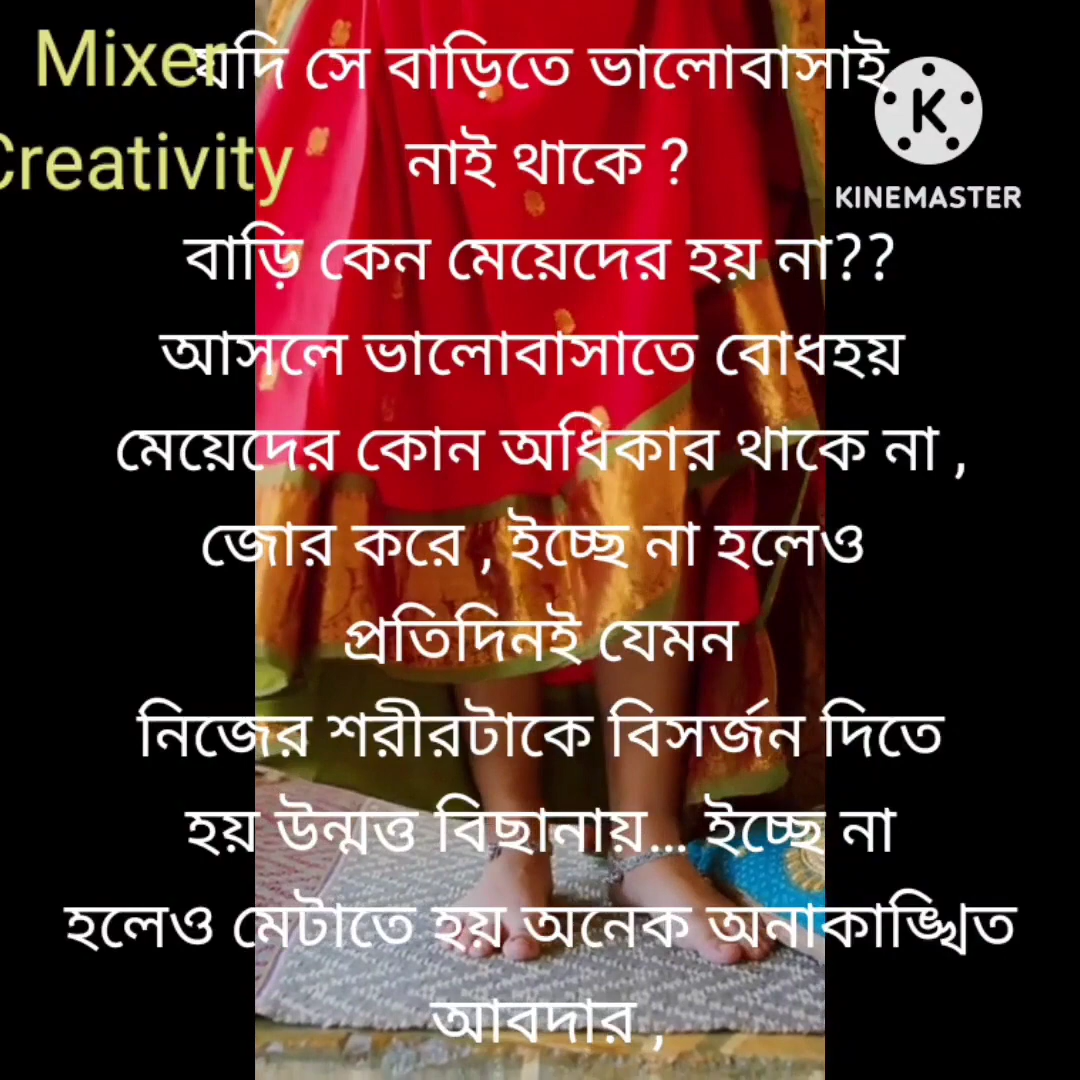 Mixer
Creativity
KINEMASTER
যদি সে বাড়িতে ভালোবাসাই
নাই থাকে ?
বাড়ি কেন মেয়েদের হয় না??
আসলে ভালোবাসাতে বোধহয়
মেয়েদের কোন অধিকার থাকে না ,
জোর করে , ইচ্ছে না হলেও
প্রতিদিনই যেমন
নিজের শরীরটাকে বিসর্জন দিতে
হয় উন্মত্ত বিছানায়... ইচ্ছে না
হলেও মেটাতে হয় অনেক অনাকাঙ্খিত
আবদার ,